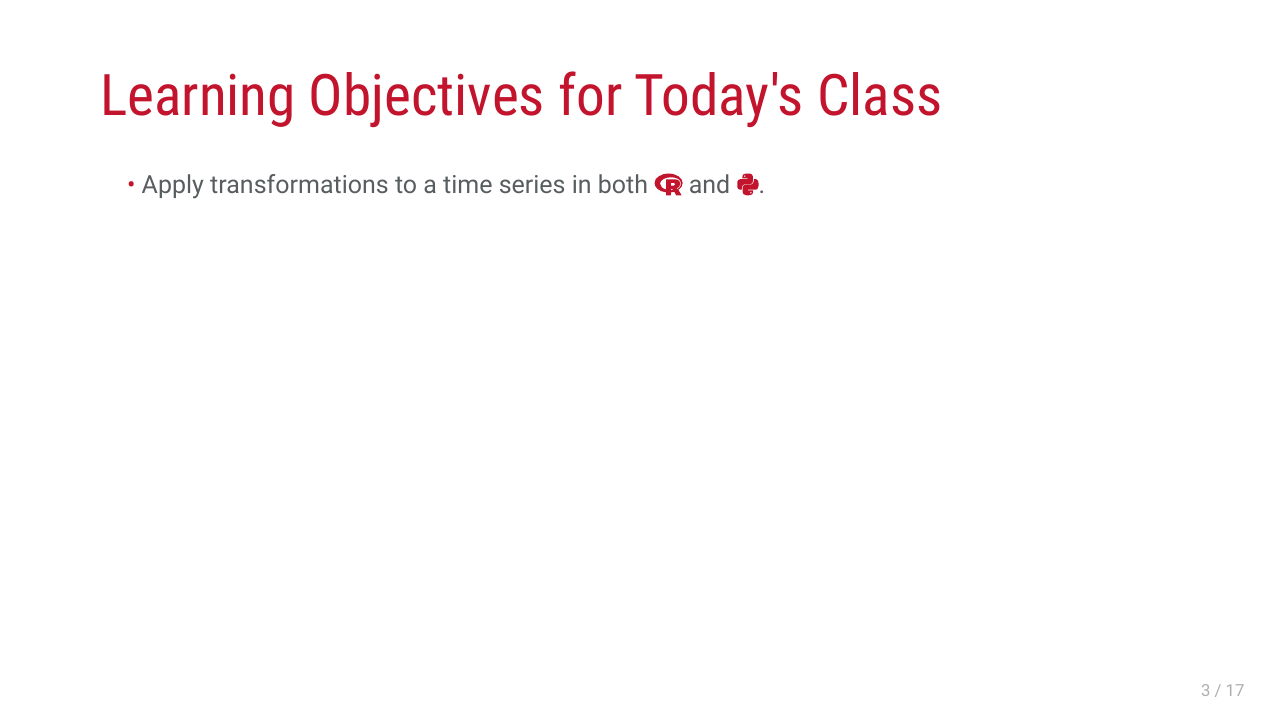 Learning Objectives for Today's Class
• Apply transformations to a time series in both R and .
3 / 17